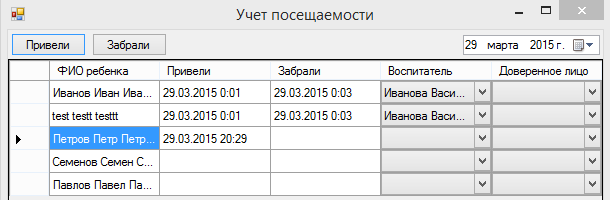 Учет посещаемости
Привели Забрали 29 марта 2015 г.
ФИО ребенка Привели Забрали Воспитатель Доверенное лицо
Иванов Иван Ива... 29.03.2015 0:01 29.03.2015 0:03 Иванова Васи...
test testt testtt 29.03.2015 0:01 29.03.2015 0:03 Иванова Васи...
Петров Петр Петр... 29.03.2015 20:29
Семенов Семен С...
Павлов Павел Па...